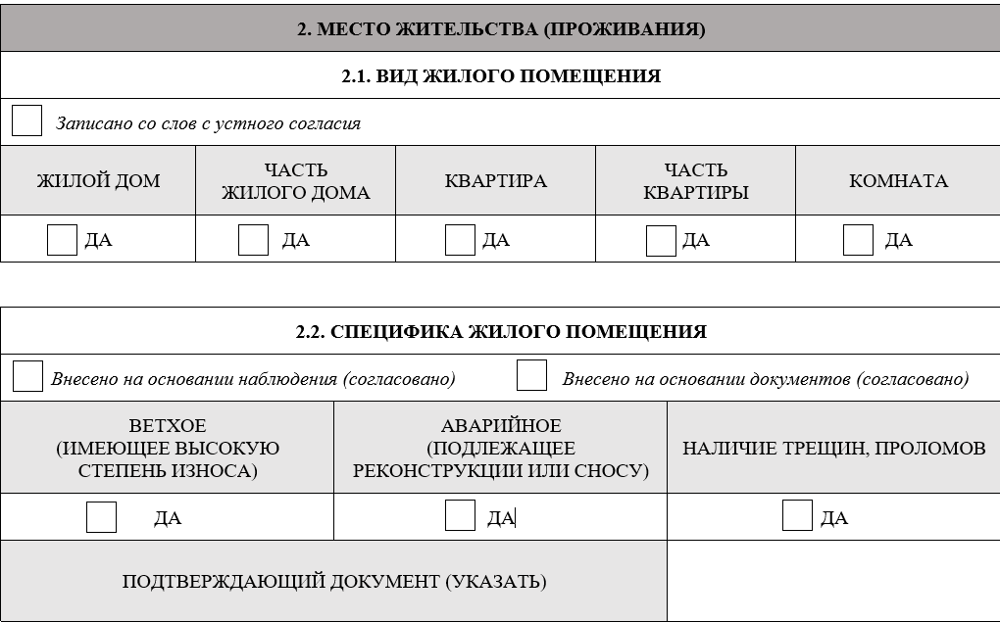 2. МЕСТО ЖИТЕЛЬСТВА (ПРОЖИВАНИЯ)
2.1. ВИД ЖИЛОГО ПОМЕЩЕНИЯ
Записано со слов с устного согласия
ЖИЛОЙ ДОМ
ЧАСТЬ
ЖИЛОГО ДОМА
КВАРТИРА
ЧАСТЬ
КВАРТИРЫ
КОМНАТА
ДА
ДА
ДА
ДА
ДА
2.2. СПЕЦИФИКА ЖИЛОГО ПОМЕЩЕНИЯ
Внесено на основании наблюдения (согласовано)
Внесено на основании документов (согласовано)
ВЕТХОЕ
(ИМЕЮЩЕЕ ВЫСОКУЮ
СТЕПЕНЬ ИЗНОСА)
АВАРИЙНОЕ
(ПОДЛЕЖАЩЕЕ
РЕКОНСТРУКЦИИ ИЛИ СНОСУ)
НАЛИЧИЕ ТРЕЩИН, ПРОЛОМОВ
ДА
ДА
ДА
ПОДТВЕРЖДАЮЩИЙ ДОКУМЕНТ (УКАЗАТЬ)